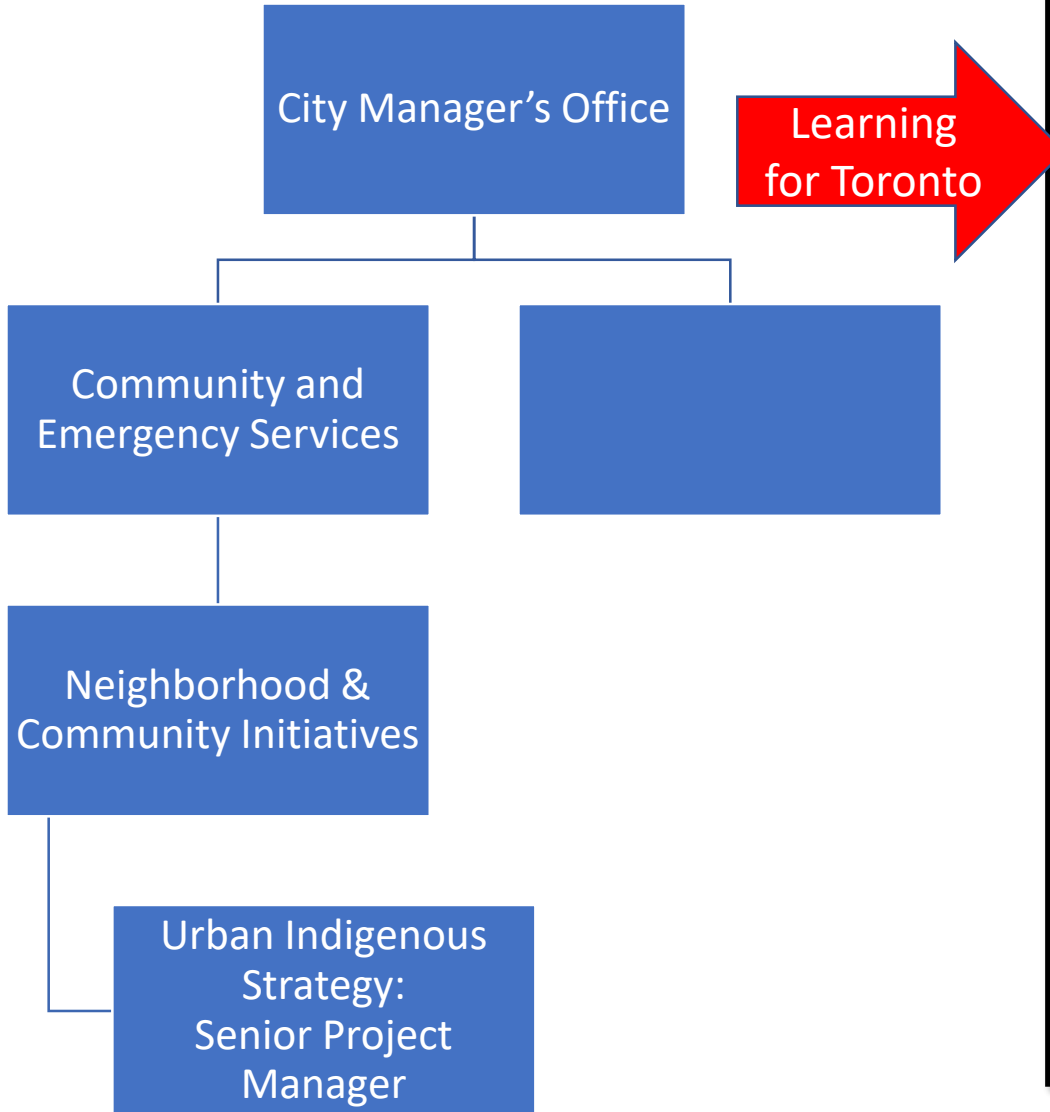 City Manager’s Office
Learning
for Toronto
Community and
Emergency Services
Neighborhood &
Community Initiatives
Urban Indigenous
Strategy:
Senior Project
Manager